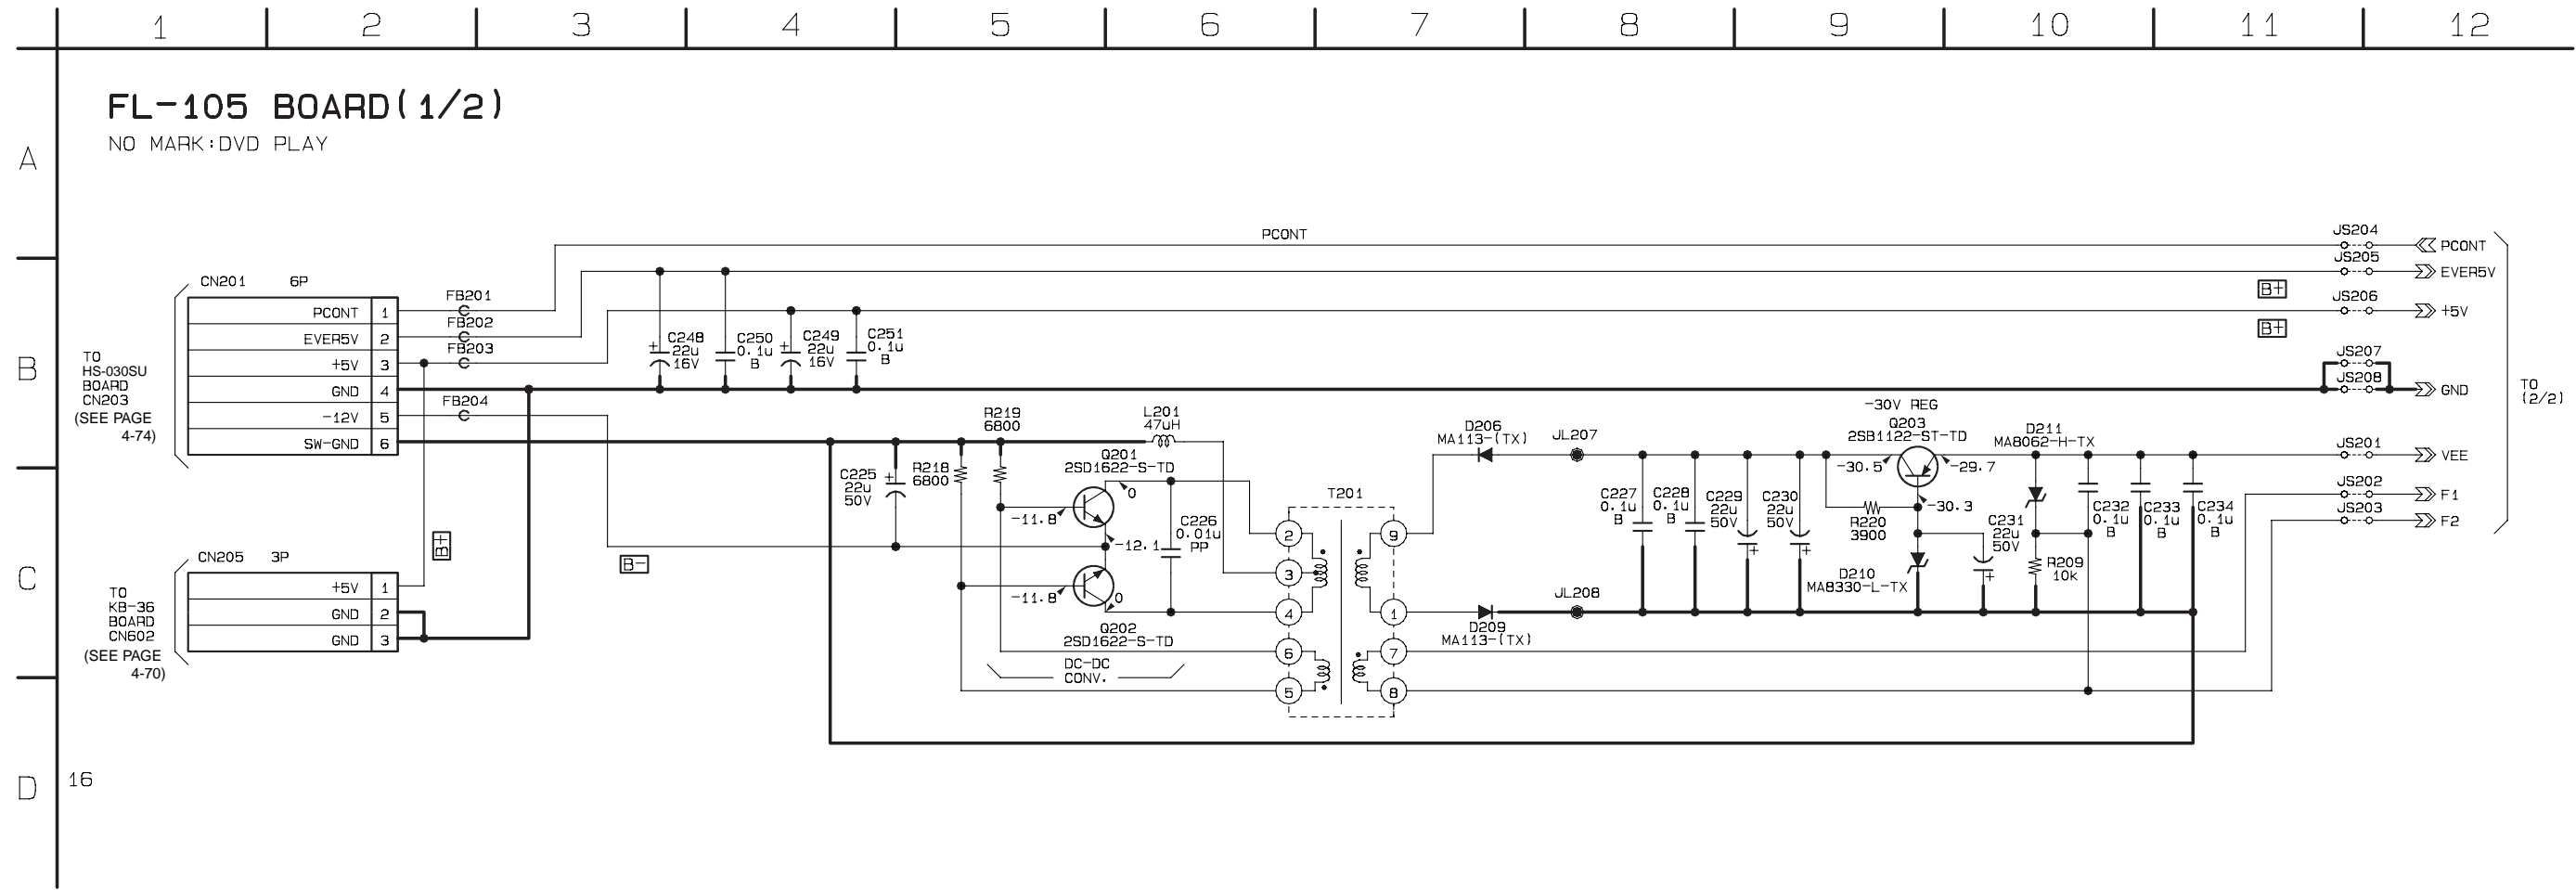 1 2 3 4 5 6 7 8 9 10 11 12
A
B
C
D
FL-105 BOARD(1/2)
NO MARK:DVD PLAY
PCONT
JS204
PCONT
JS205
EVER5V
B+
JS206
+5V
B+
JS207
JS208
GND
TO
(2/2)
CN201 6P
PCONT 1
EVER5V 2
+5V 3
GND 4
-12V 5
SW-GND 6
TO
HS-030SU
BOARD
CN203
(SEE PAGE
4-74)
FB201
FB202
FB203
FB204
C248
22u
16V
C250
0.1u
B
C249
22u
16V
C251
0.1u
B
CN205 3P
+5V 1
GND 2
GND 3
TO
KB-36
BOARD
CN602
(SEE PAGE
4-70)
B+
B-
C225
22u
50V
R218
6800
R219
6800
L201
47uH
Q201
2SD1622-S-TD
0
-11.8
-12.1
C226
0.01u
PP
-11.8
0
Q202
2SD1622-S-TD
DC-DC
CONV.
T201
2
3
4
6
5
9
1
7
8
D206
MA113-(TX)
JL207
D209
MA113-(TX)
JL208
C227
0.1u
B
C228
0.1u
B
C229
22u
50V
C230
22u
50V
-30V REG
Q203
2SB1122-ST-TD
-30.5
-29.7
-30.3
R220
3900
D210
MA8330-L-TX
C231
22u
50V
D211
MA8062-H-TX
R209
10k
C232
0.1u
B
C233
0.1u
B
C234
0.1u
B
JS201
VEE
JS202
F1
JS203
F2
16